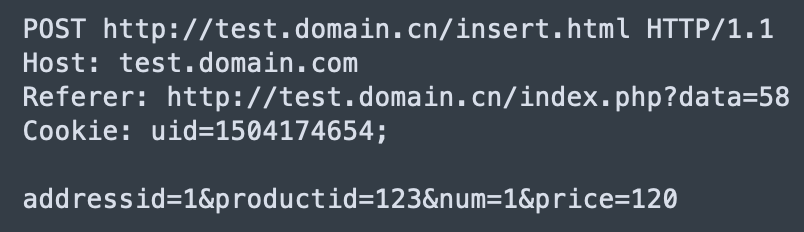 POST http://test.domain.cn/insert.html HTTP/1.1
Host: test.domain.com
Referer: http://test.domain.cn/index.php?data=58
Cookie: uid=1504174654;
addressid=1&productid=123&num=1&price=120